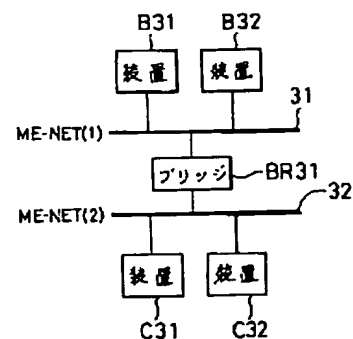 B31 B32
装置 装置
31
ME-NET(1)
ブリッジ BR31
32
ME-NET(2)
装置 装置
C31 C32